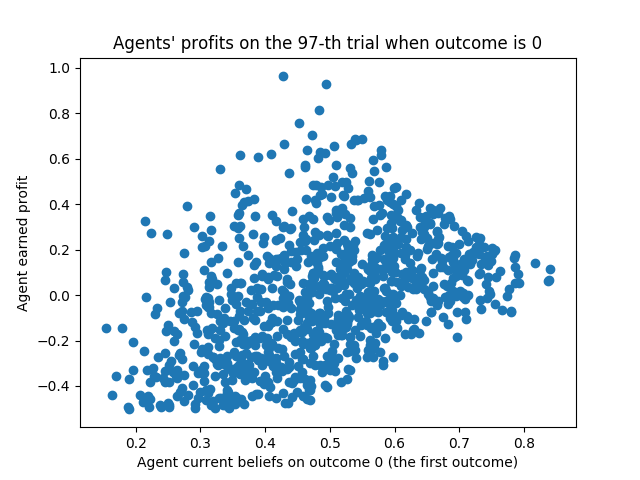 Agents' profits on the 97-th trial when outcome is 0
1.0
0.8
0.6
0.4
0.2
0.0
−0.2
−0.4
Agent earned profit
0.2 0.3 0.4 0.5 0.6 0.7 0.8
Agent current beliefs on outcome 0 (the first outcome)